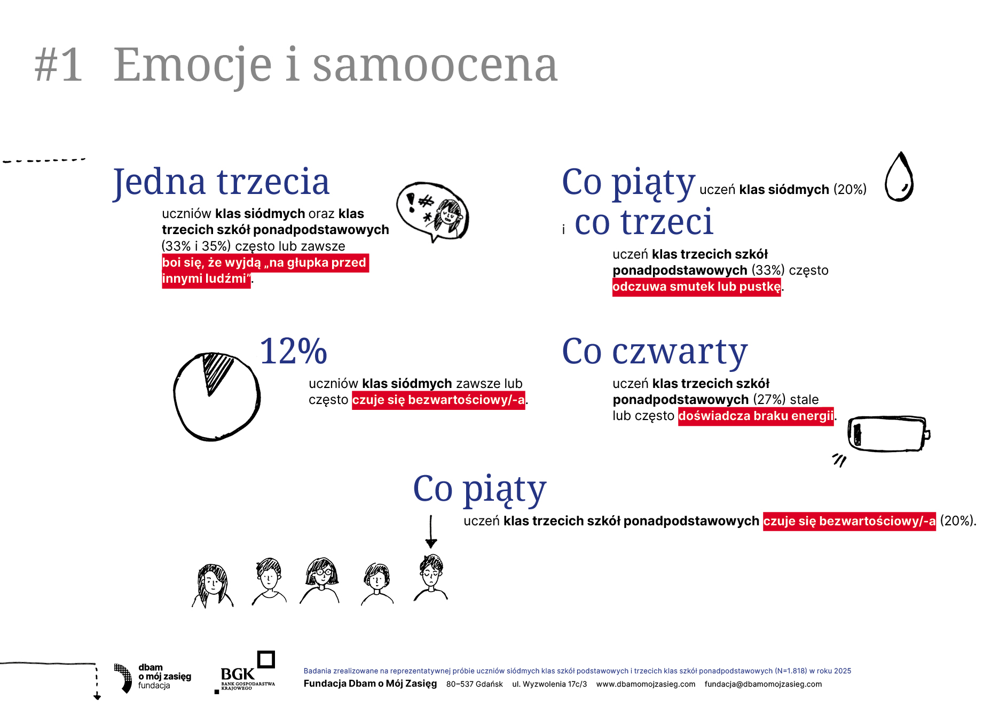 #1 Emocje i samoocena
Jedna trzecia
uczniów klas siódmych oraz klas
trzecich szkół ponadpodstawowych
(33% i 35%) często lub zawsze
boi się, że wyjdą „na głupka przed
innymi ludźmi”.
Co piąty uczeń klas siódmych (20%)
i co trzeci
uczeń klas trzecich szkół
ponadpodstawowych (33%) często
odczuwa smutek lub pustkę.
12%
uczniów klas siódmych zawsze lub
często czuje się bezwartościowy/-a.
Co czwarty
uczeń klas trzecich szkół
ponadpodstawowych (27%) stale
lub często doświadcza braku energii.
Co piąty
uczeń klas trzecich szkół ponadpodstawowych czuje się bezwartościowy/-a (20%).
dbam
o mój zasięg
fundacja
BGK
BANK GOSPODARSTWA
KRAJOWEGO
Badania zrealizowane na reprezentatywnej próbie uczniów siódmych klas szkół podstawowych i trzecich klas szkół ponadpodstawowych (N=1.818) w roku 2025
Fundacja Dbam o Mój Zasięg 80–537 Gdańsk ul. Wyzwolenia 17c/3 www.dbamomojzasieg.com fundacja@dbamomojzasieg.com